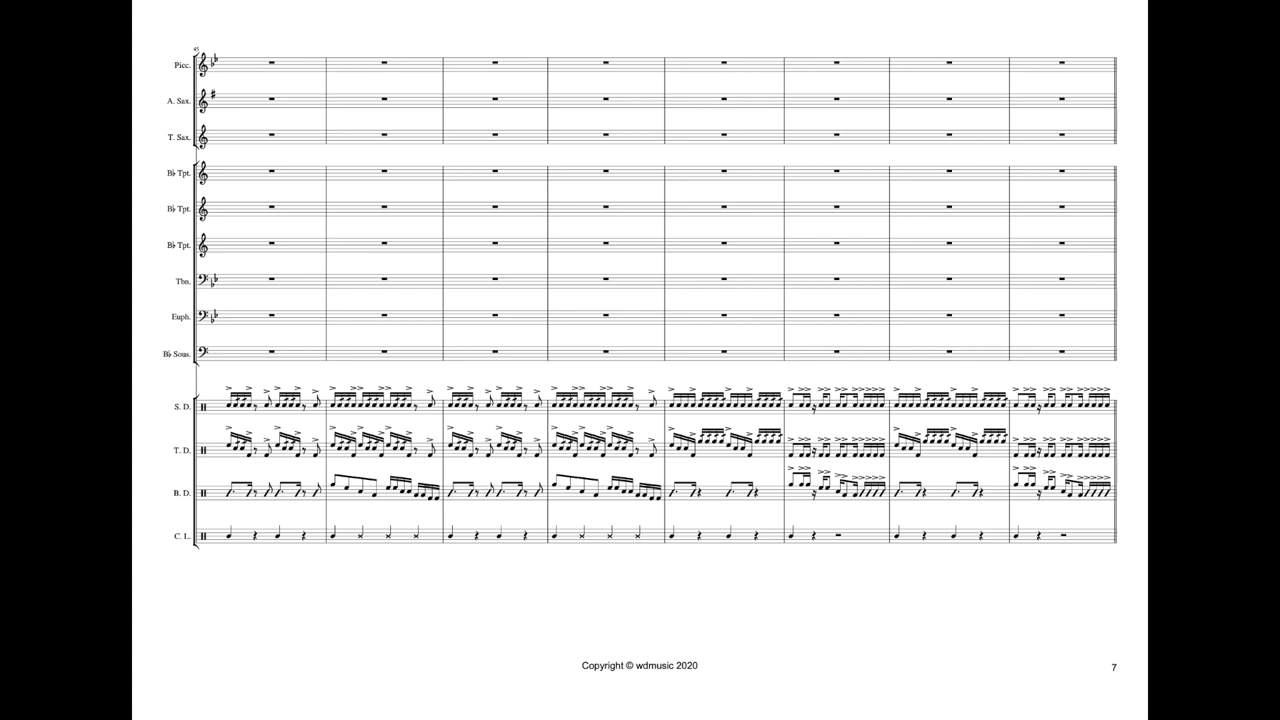 45
Picc.
A. Sax.
T. Sax.
B♭ Tpt.
B♭ Tpt.
B♭ Tpt.
Tbn.
Euph.
B♭ Sous.
S. D.
T. D.
B. D.
C. L.
Copyright © wdmusic 2020
7